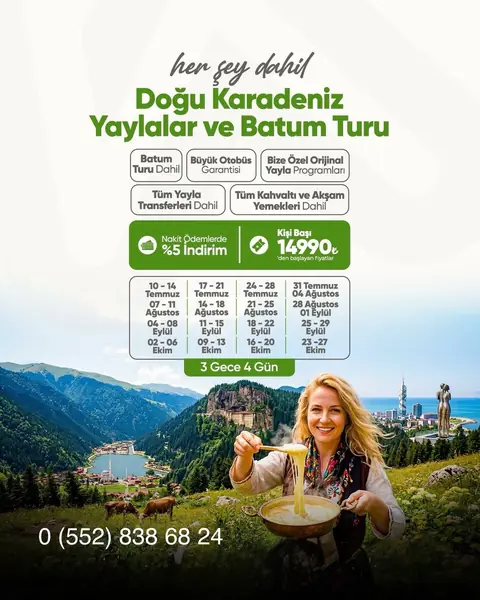 her şey dahil
Doğu Karadeniz
Yaylalar ve Batum Turu
Batum
Turu Dahil
Büyük Otobüs
Garantisi
Bize Özel Orijinal
Yayla Programları
Tüm Yayla
Transferleri Dahil
Tüm Kahvaltı ve Akşam
Yemekleri Dahil
Nakit Ödemelerde
%5 İndirim
Kişi Başı
14990₺
'den başlayan fiyatlar
10 - 14
Temmuz
17 - 21
Temmuz
24 - 28
Temmuz
31 Temmuz
04 Ağustos
07 - 11
Ağustos
14 - 18
Ağustos
21 - 25
Ağustos
28 Ağustos
01 Eylül
04 - 08
Eylül
11 - 15
Eylül
18 - 22
Eylül
25 - 29
Eylül
02 - 06
Ekim
09 - 13
Ekim
16 - 20
Ekim
23 -27
Ekim
3 Gece 4 Gün
0 (552) 838 68 24